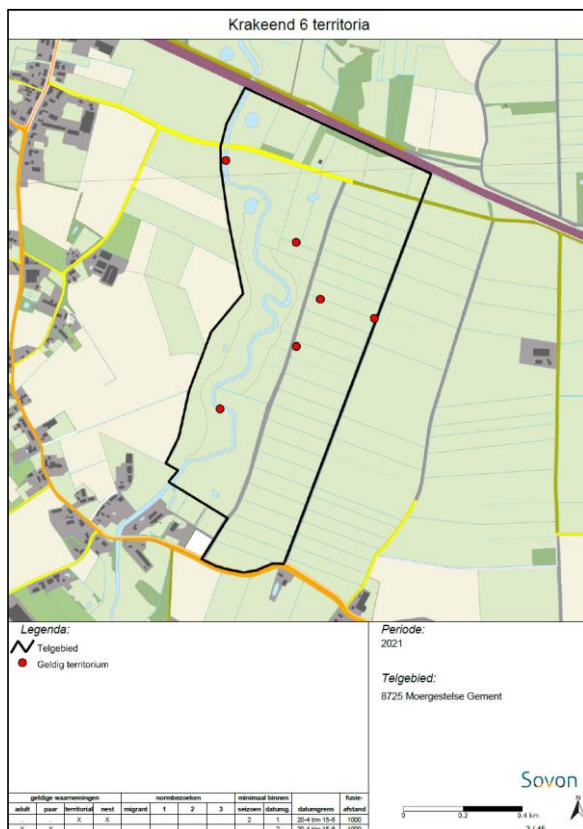 Krakeend 6 territoria
Legenda:
Telgebied
Geldig territorium
Periode:
2021
Telgebied:
8725 Moergestelse Gement
Sovon
geldige waarnemingen normbezoeken minimaal binnen fusie-
adult paar territoriaal nest migrant 1 2 3 seizoen datumg. datumgrens afstand
. . X X 2 1 20-4 t/m 15-6 1000
0 0.2 0.4 km
N